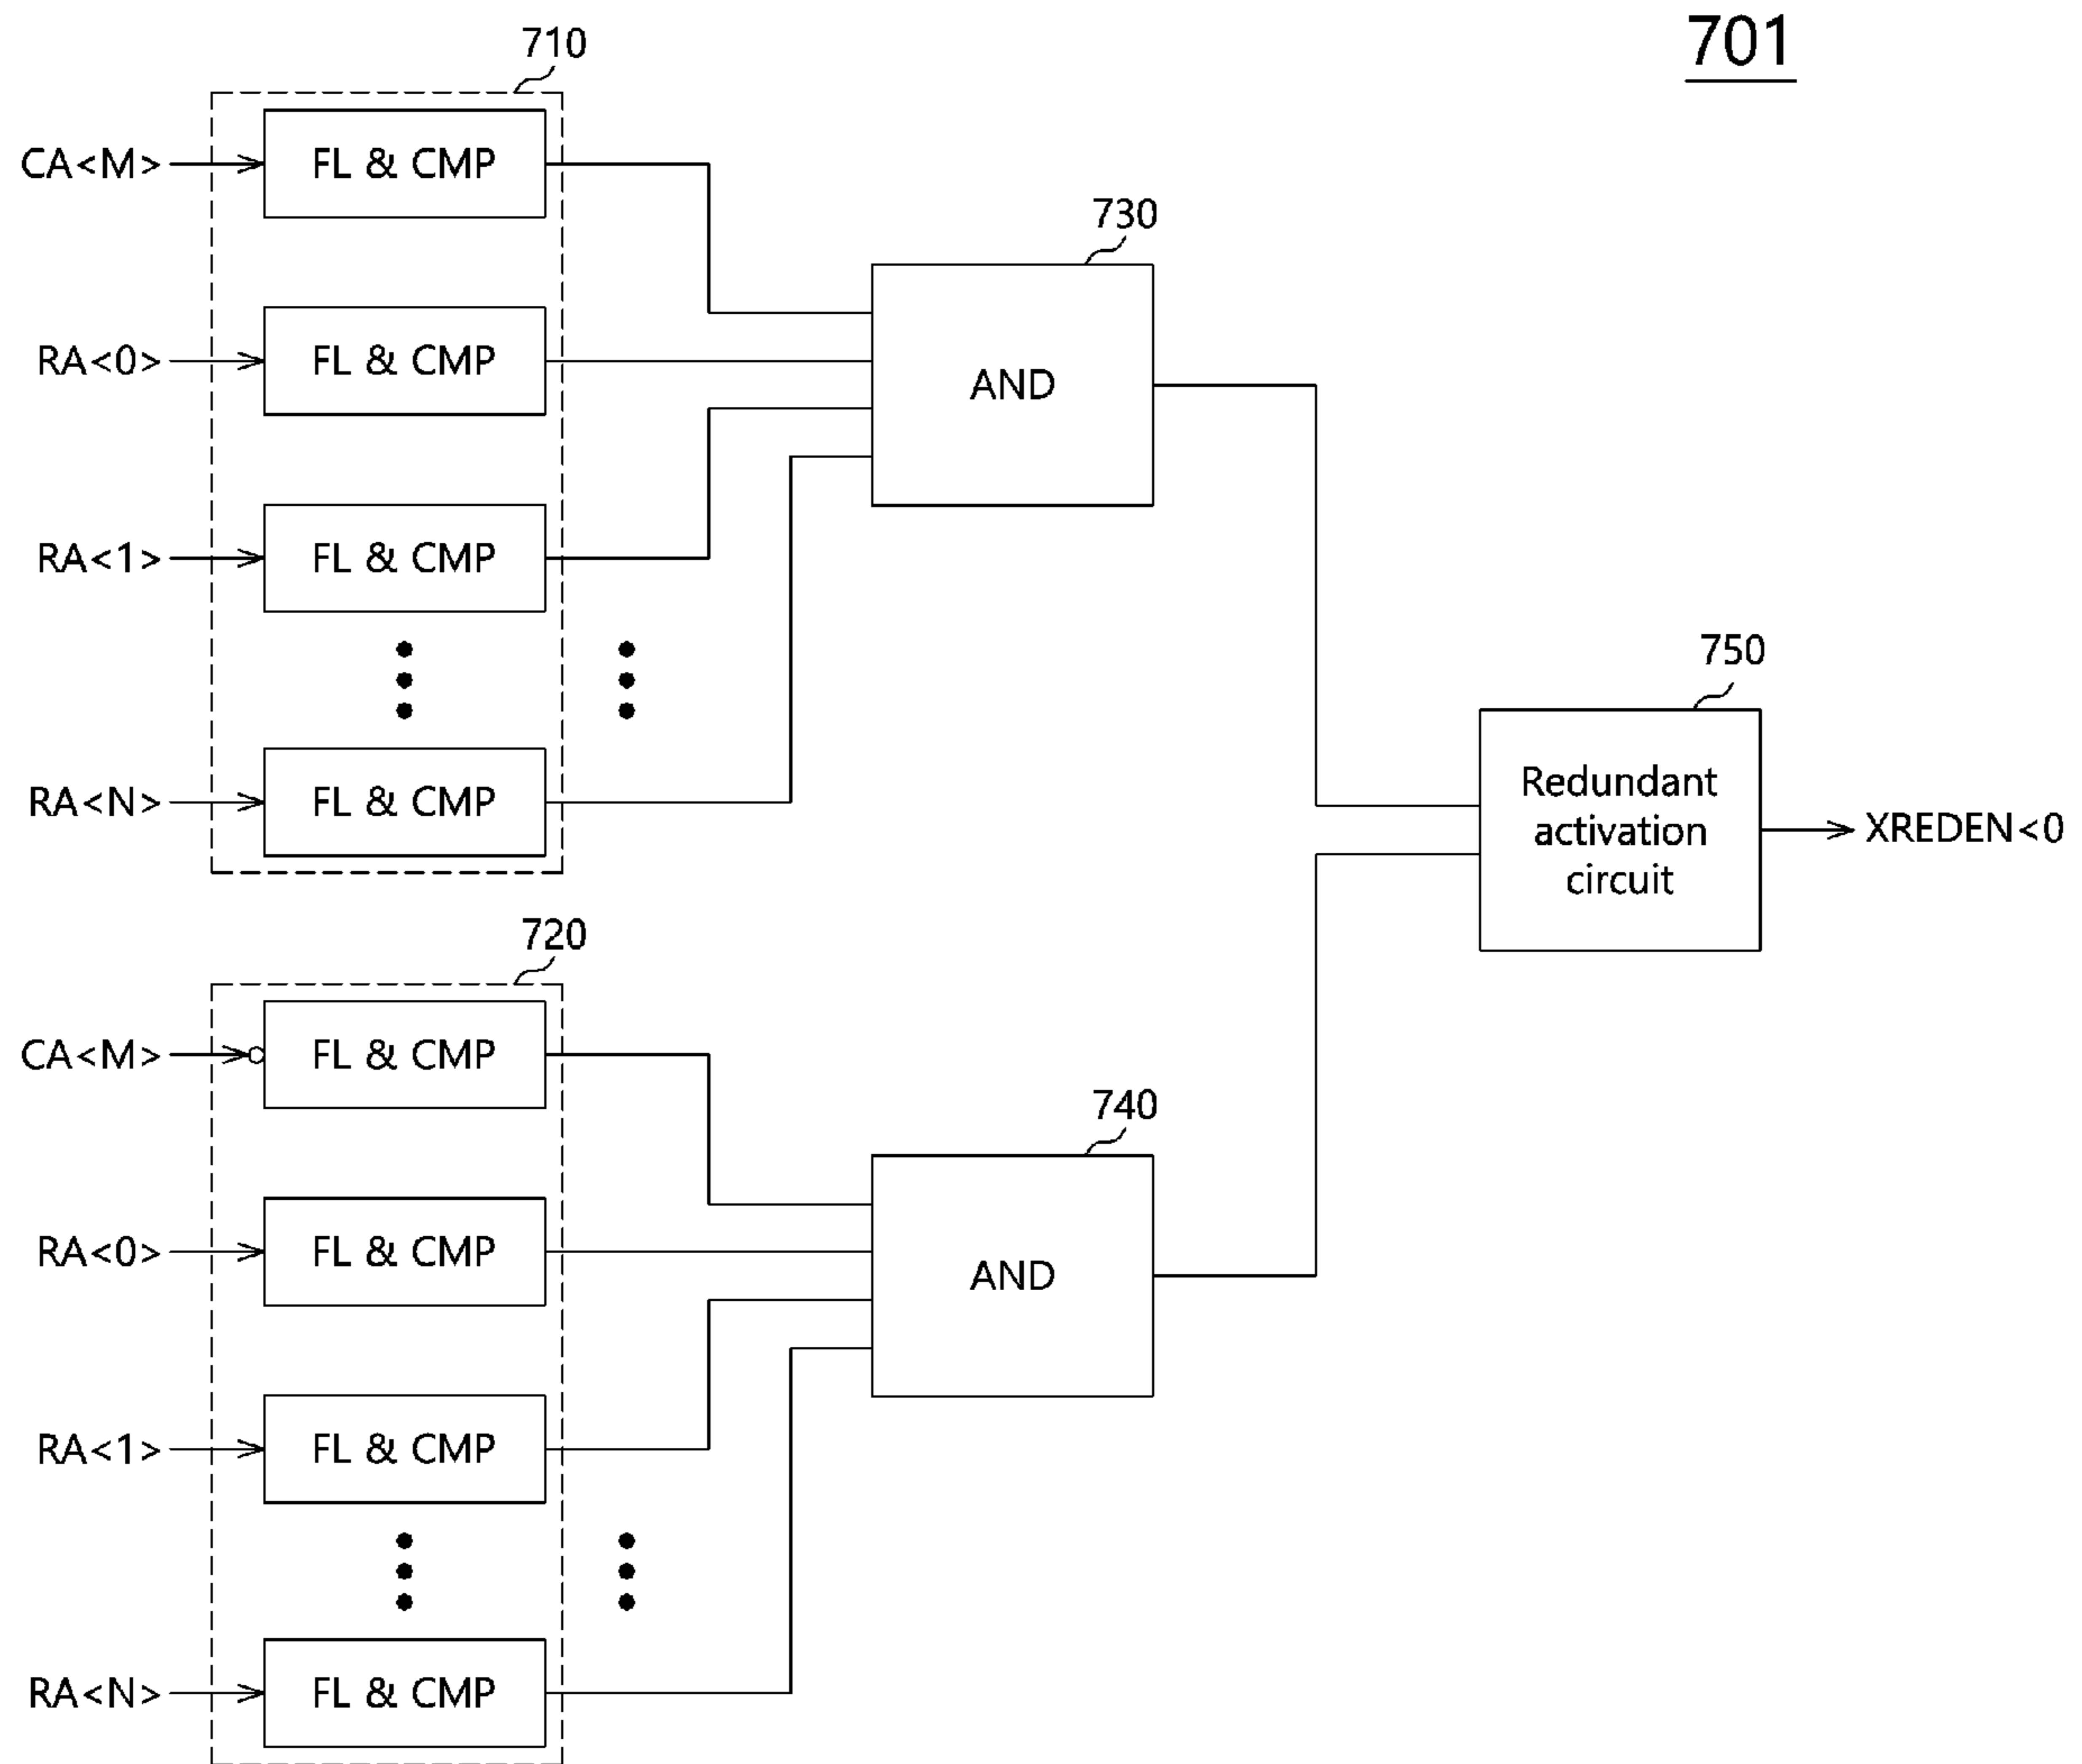 701
710
CA<M>
FL & CMP
RA<0>
FL & CMP
RA<1>
FL & CMP
RA<N>
FL & CMP
730
AND
720
CA<M>
FL & CMP
RA<0>
FL & CMP
RA<1>
FL & CMP
RA<N>
FL & CMP
740
AND
750
Redundant
activation
circuit
XREDEN<0